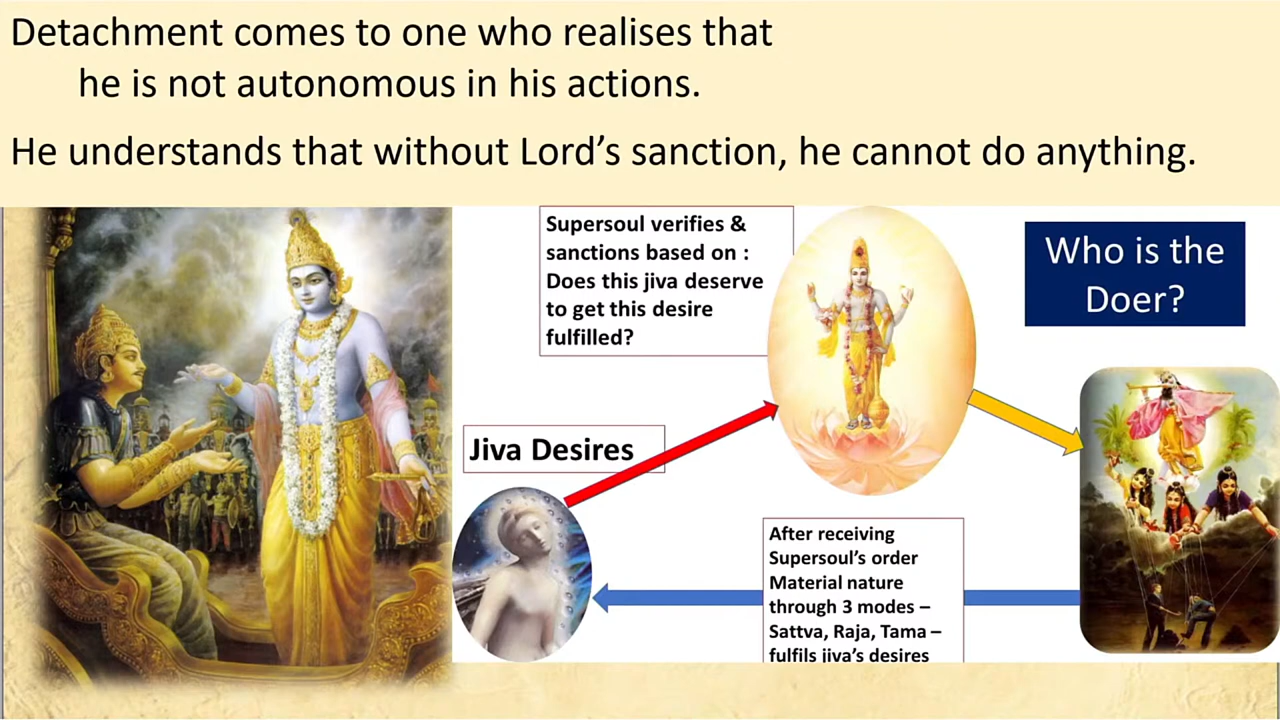 Detachment comes to one who realises that
he is not autonomous in his actions.
He understands that without Lord’s sanction, he cannot do anything.
Supersoul verifies &
sanctions based on :
Does this jiva deserve
to get this desire
fulfilled?
Who is the
Doer?
Jiva Desires
After receiving
Supersoul’s order
Material nature
through 3 modes –
Sattva, Raja, Tama –
fulfils jiva’s desires